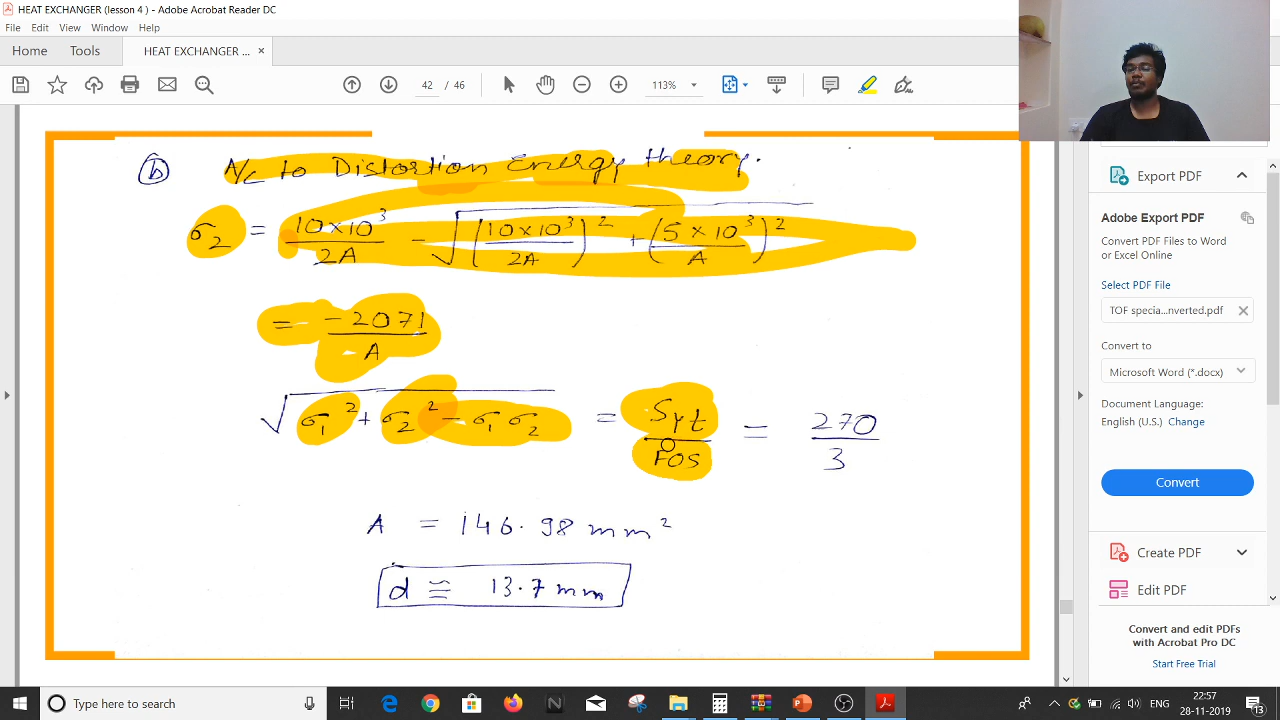 HEAT EXCHANGER (lesson 4 ) - Adobe Acrobat Reader DC
File Edit View Window Help
Home Tools HEAT EXCHANGER ... ×
42 / 46 113%
ⓑ A/c to Distortion Energy theory.
σ₂ = 10×10³/2A - √((10×10³/2A)² + (5×10³/A)²)
= -2071/A
√(σ₁² + σ₂² - σ₁ σ₂) = Syt/FOS = 270/3
A = 146.98 mm²
d ≅ 13.7 mm
Export PDF
Adobe Export PDF
Convert PDF Files to Word
or Excel Online
Select PDF File
TOF specia...nverted.pdf
Convert to
Microsoft Word (*.docx)
Document Language:
English (U.S.) Change
Convert
Create PDF
Edit PDF
Convert and edit PDFs
with Acrobat Pro DC
Start Free Trial
Type here to search
ENG
22:57
28-11-2019
13